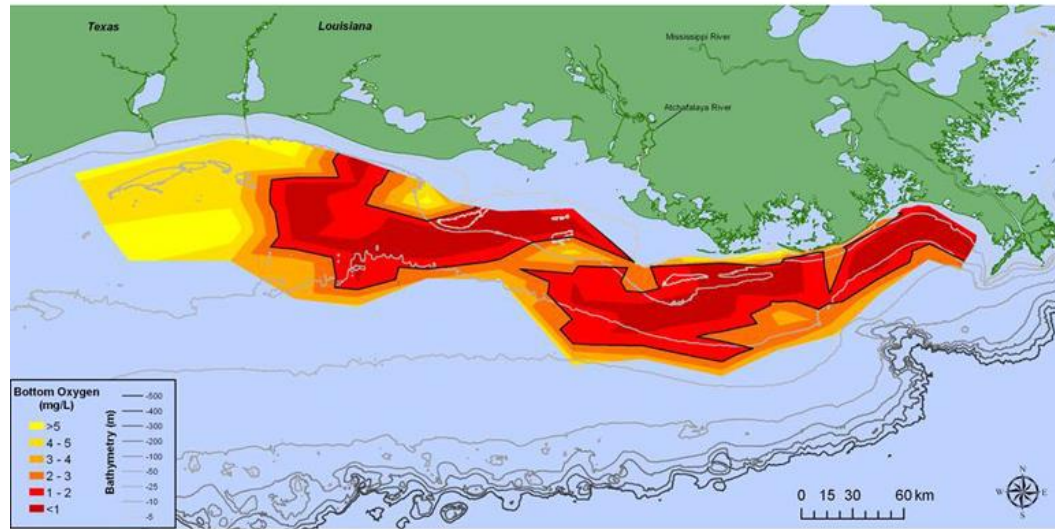 Texas
Louisiana
Mississippi River
Atchafalaya River
Bottom Oxygen
(mg/L)
>5
4 - 5
3 - 4
2 - 3
1 - 2
<1
Bathymetry (m)
-500
-400
-300
-200
-100
-50
-25
-10
-5
N
W
E
S
0 15 30 60 km